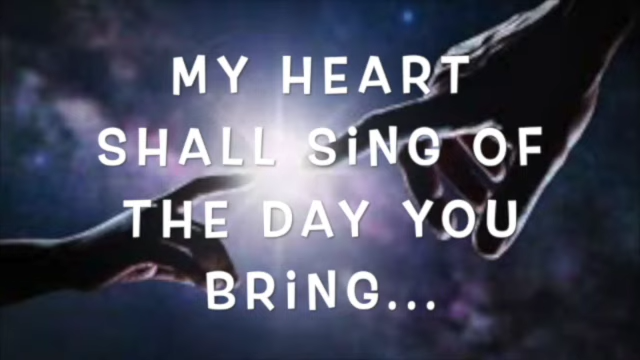 MY HEART
SHALL SiNG OF
THE DAY YOU
BRiNG...